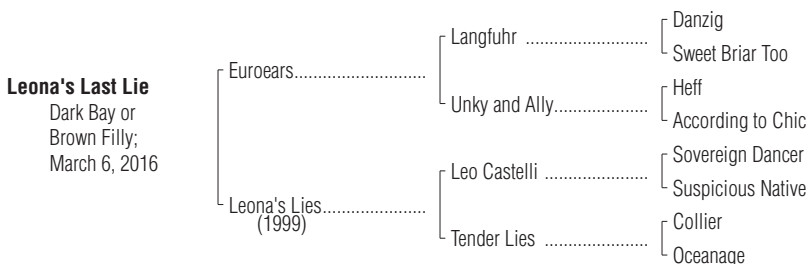 Leona's Last Lie
Dark Bay or
Brown Filly;
March 6, 2016
Euroears..........................
Leona's Lies.......................
(1999)
Langfuhr ...........................
Unky and Ally.....................
Leo Castelli .......................
Tender Lies .......................
Danzig
Sweet Briar Too
Heff
According to Chic
Sovereign Dancer
Suspicious Native
Collier
Oceanage